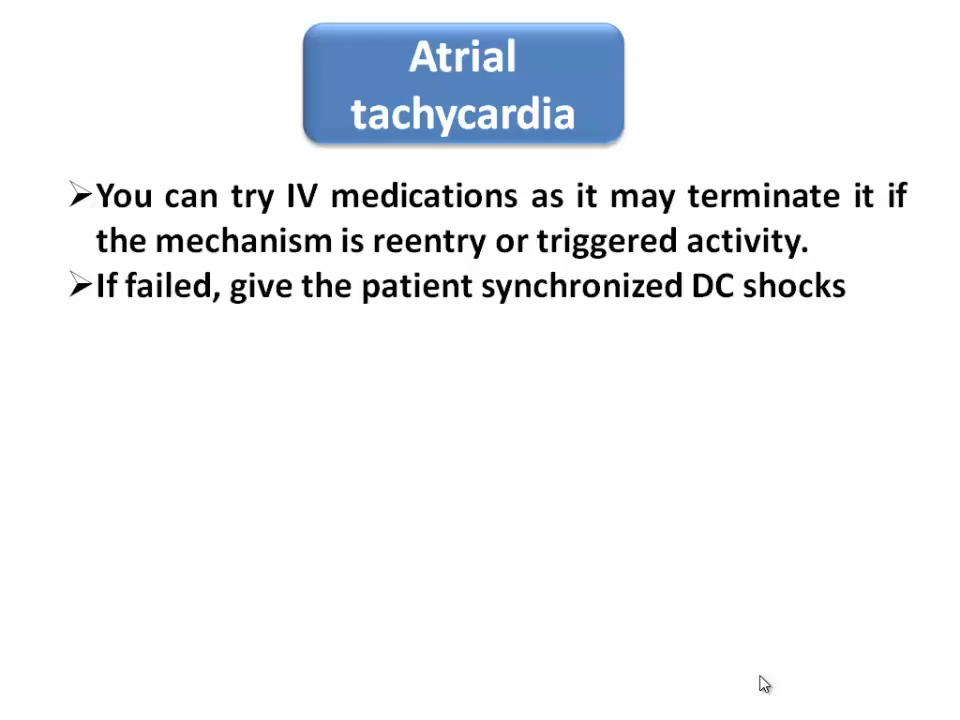 Atrial
tachycardia
➢You can try IV medications as it may terminate it if
the mechanism is reentry or triggered activity.
➢If failed, give the patient synchronized DC shocks